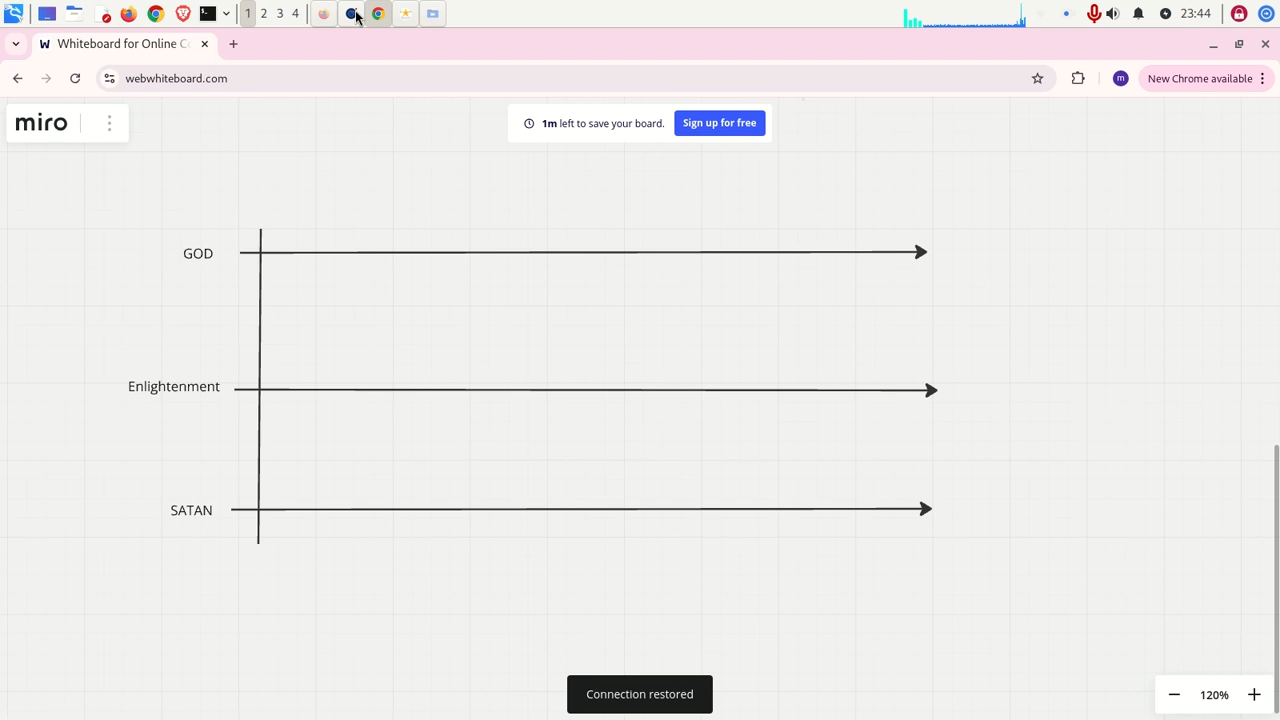 1
2
3
4
23:44
Whiteboard for Online C
webwhiteboard.com
m
New Chrome available
miro
1m left to save your board.
Sign up for free
GOD
Enlightenment
SATAN
Connection restored
120%